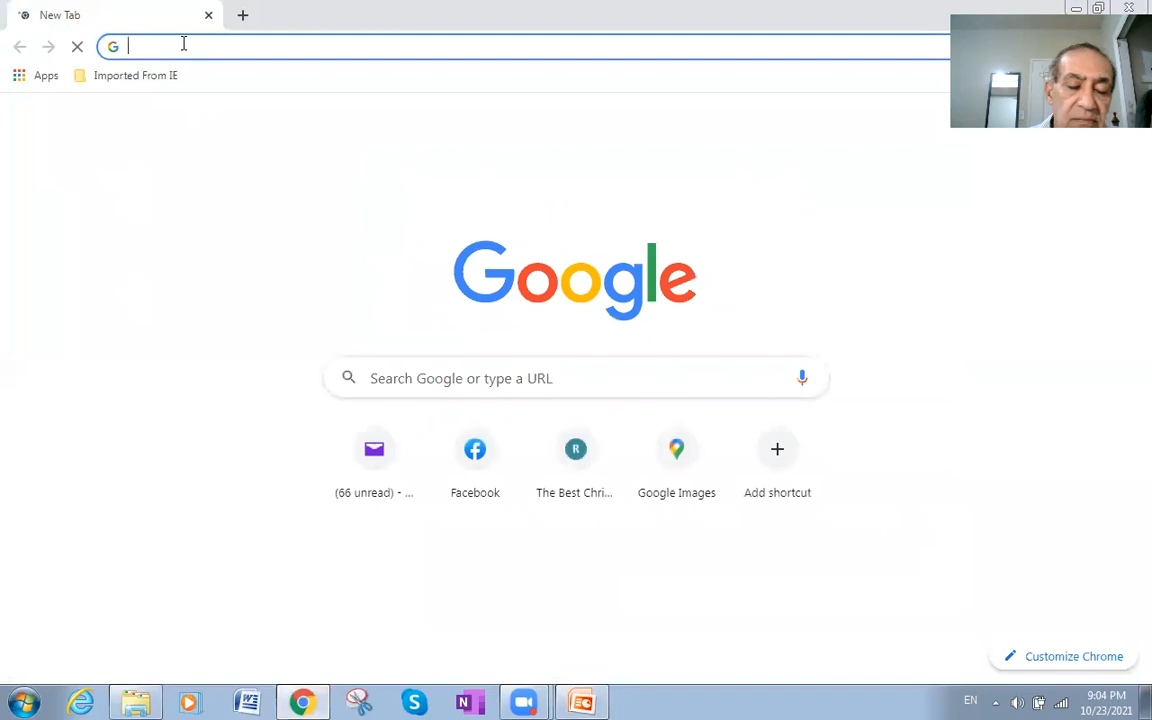 New Tab
Apps
Imported From IE
Google
Search Google or type a URL
(66 unread) - ...
Facebook
The Best Chri...
Google Images
Add shortcut
Customize Chrome
EN
9:04 PM
10/23/2021